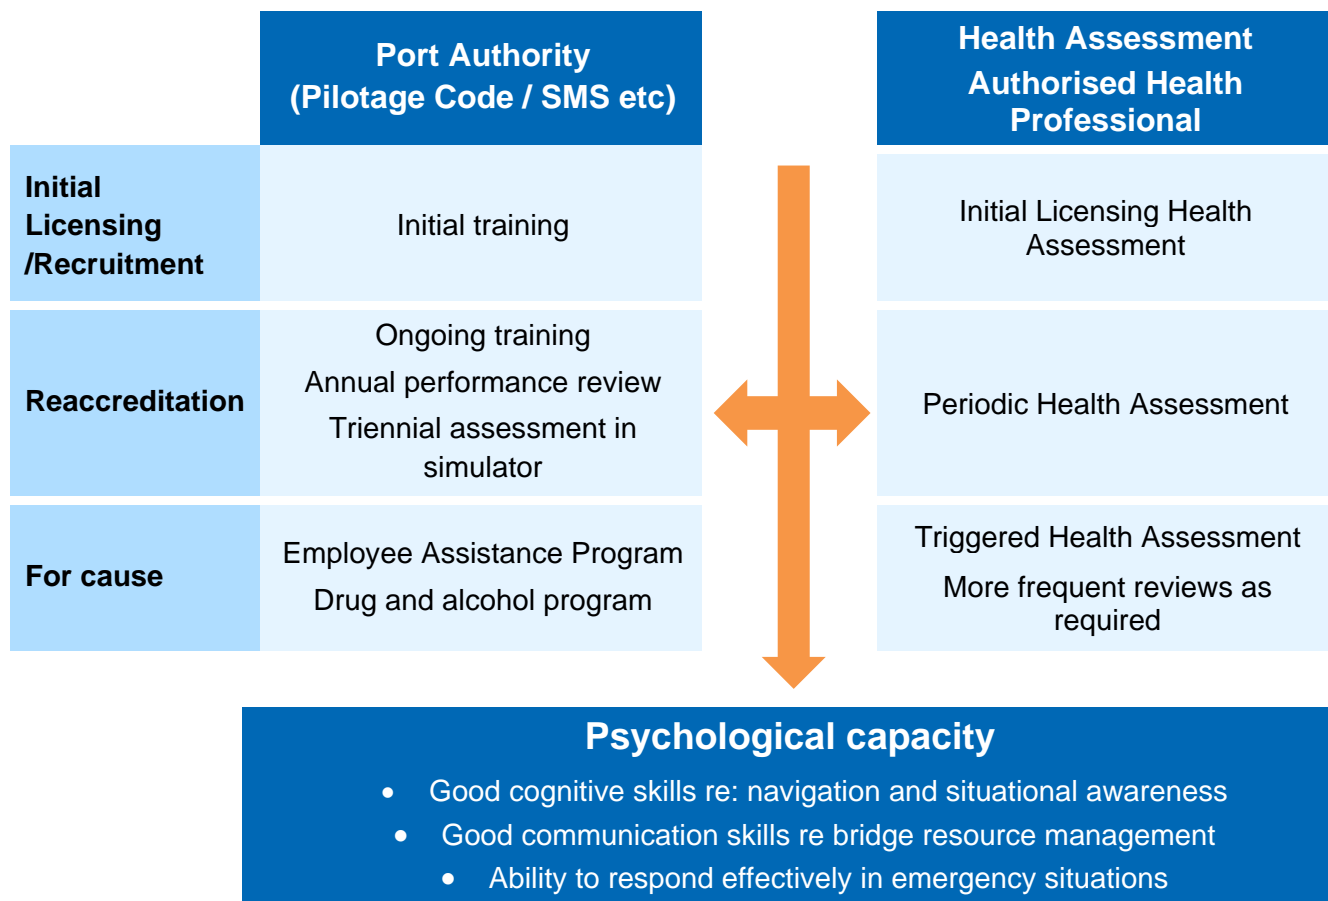 Port Authority
(Pilotage Code / SMS etc)
Health Assessment
Authorised Health
Professional
Initial
Licensing
/Recruitment
Initial training
Initial Licensing Health
Assessment
Reaccreditation
Ongoing training
Annual performance review
Triennial assessment in
simulator
Periodic Health Assessment
For cause
Employee Assistance Program
Drug and alcohol program
Triggered Health Assessment
More frequent reviews as
required
Psychological capacity
• Good cognitive skills re: navigation and situational awareness
• Good communication skills re bridge resource management
• Ability to respond effectively in emergency situations